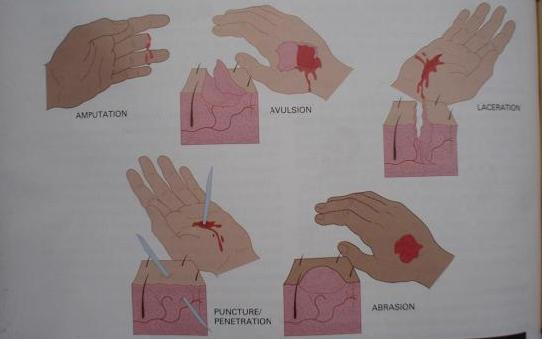 AMPUTATION
AVULSION
LACERATION
PUNCTURE/
PENETRATION
ABRASION